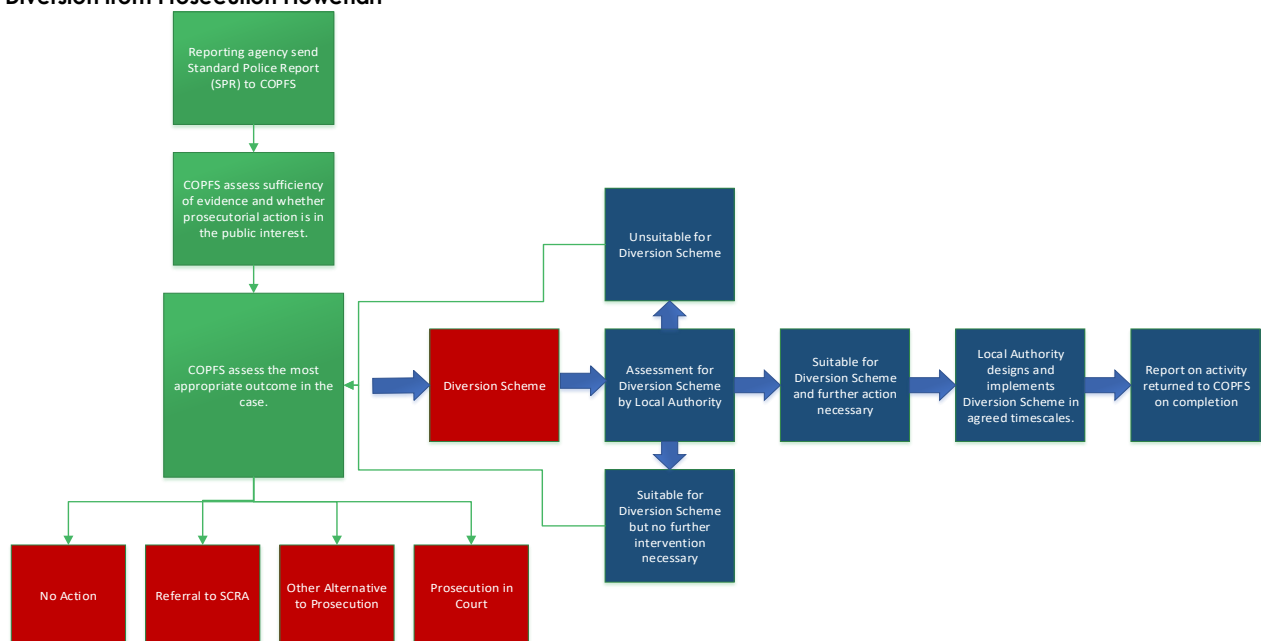 Diversion from Prosecution Flowchart
Reporting agency send
Standard Police Report
(SPR) to COPFS
COPFS assess sufficiency
of evidence and whether
prosecutorial action is in
the public interest.
COPFS assess the most
appropriate outcome in the
case.
No Action
Referral to SCRA
Other Alternative
to Prosecution
Prosecution in
Court
Diversion Scheme
Unsuitable for
Diversion Scheme
Assessment for
Diversion Scheme
by Local Authority
Suitable for
Diversion Scheme
but no further
intervention
necessary
Suitable for
Diversion Scheme
and further action
necessary
Local Authority
designs and
implements
Diversion Scheme in
agreed timescales.
Report on activity
returned to COPFS
on completion